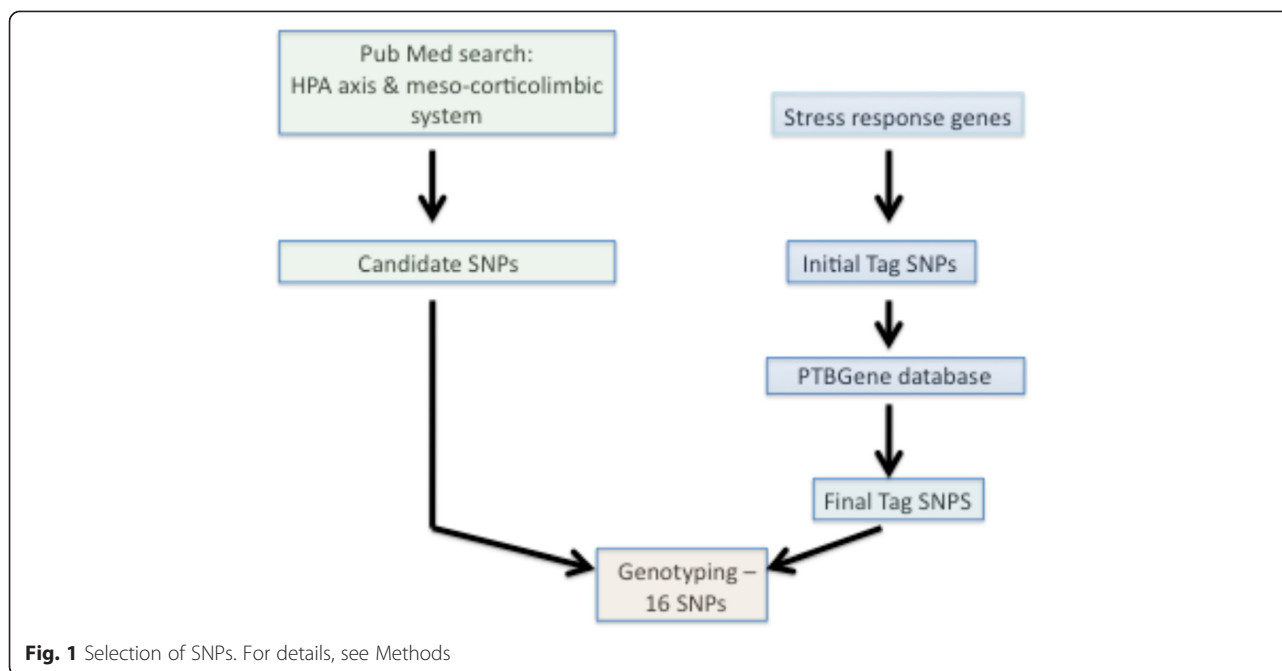 Pub Med search:
HPA axis & meso-corticolimbic
system
Stress response genes
Candidate SNPs
Initial Tag SNPs
PTBGene database
Final Tag SNPS
Genotyping –
16 SNPs
Fig. 1 Selection of SNPs. For details, see Methods